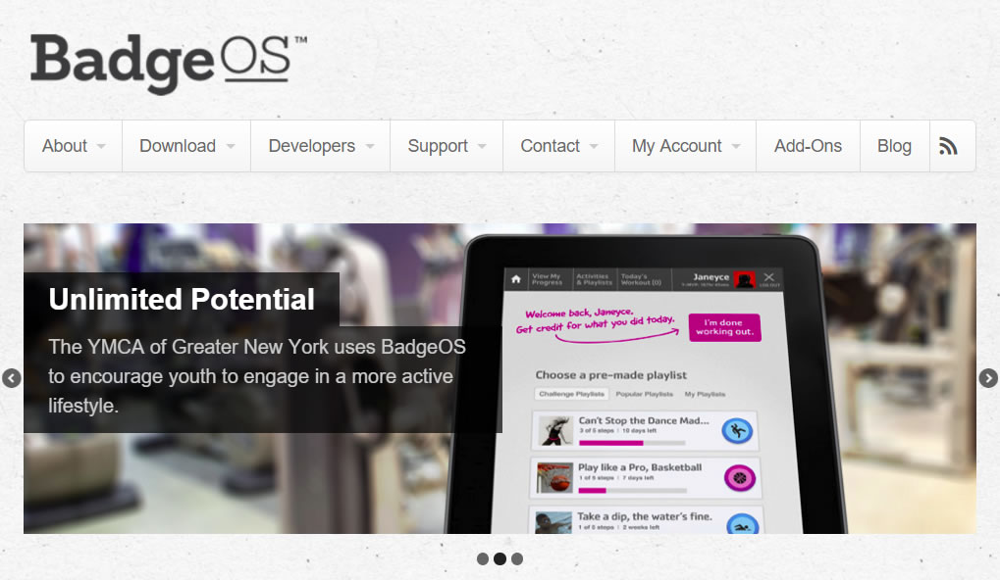 BadgeOS™
About
Download
Developers
Support
Contact
My Account
Add-Ons
Blog
Unlimited Potential
The YMCA of Greater New York uses BadgeOS
to encourage youth to engage in a more active
lifestyle.
View My
Progress
Activities
& Playlists
Today's
Workout (0)
Janeyce
LOG OUT
Welcome back, Janeyce.
Get credit for what you did today.
I'm done
working out.
Choose a pre-made playlist
Challenge Playlists
Popular Playlists
My Playlists
Can't Stop the Dance Mad...
3 of 5 steps | 10 days left
Play like a Pro, Basketball
1 of 5 steps | 7 days left
Take a dip, the water's fine.
1 of 5 steps | 2 weeks left